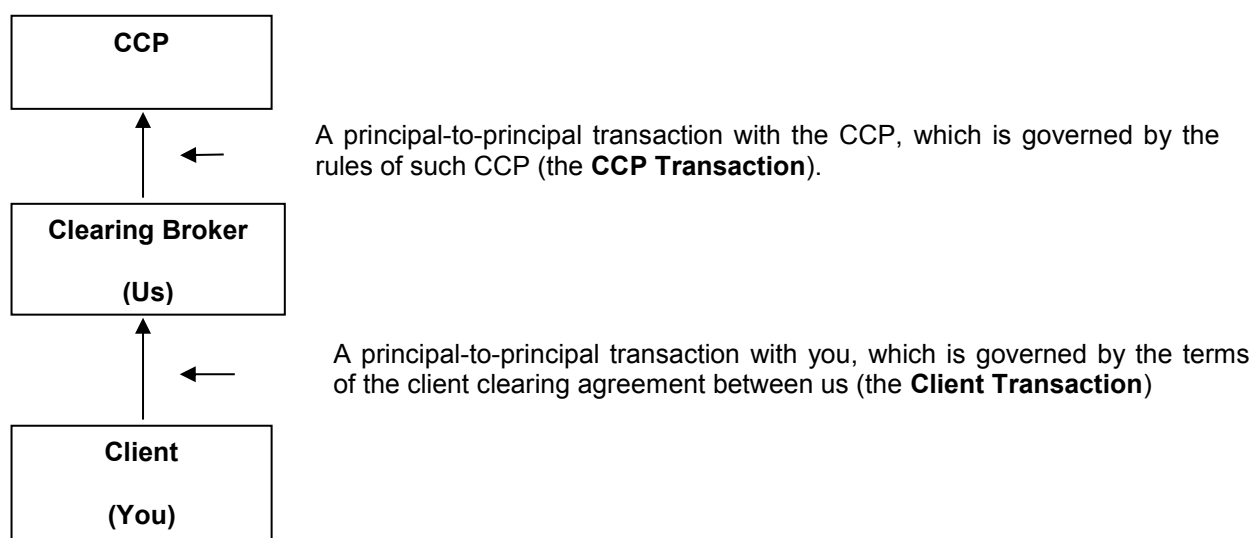 CCP
A principal-to-principal transaction with the CCP, which is governed by the
rules of such CCP (the CCP Transaction).
Clearing Broker
(Us)
A principal-to-principal transaction with you, which is governed by the terms
of the client clearing agreement between us (the Client Transaction)
Client
(You)